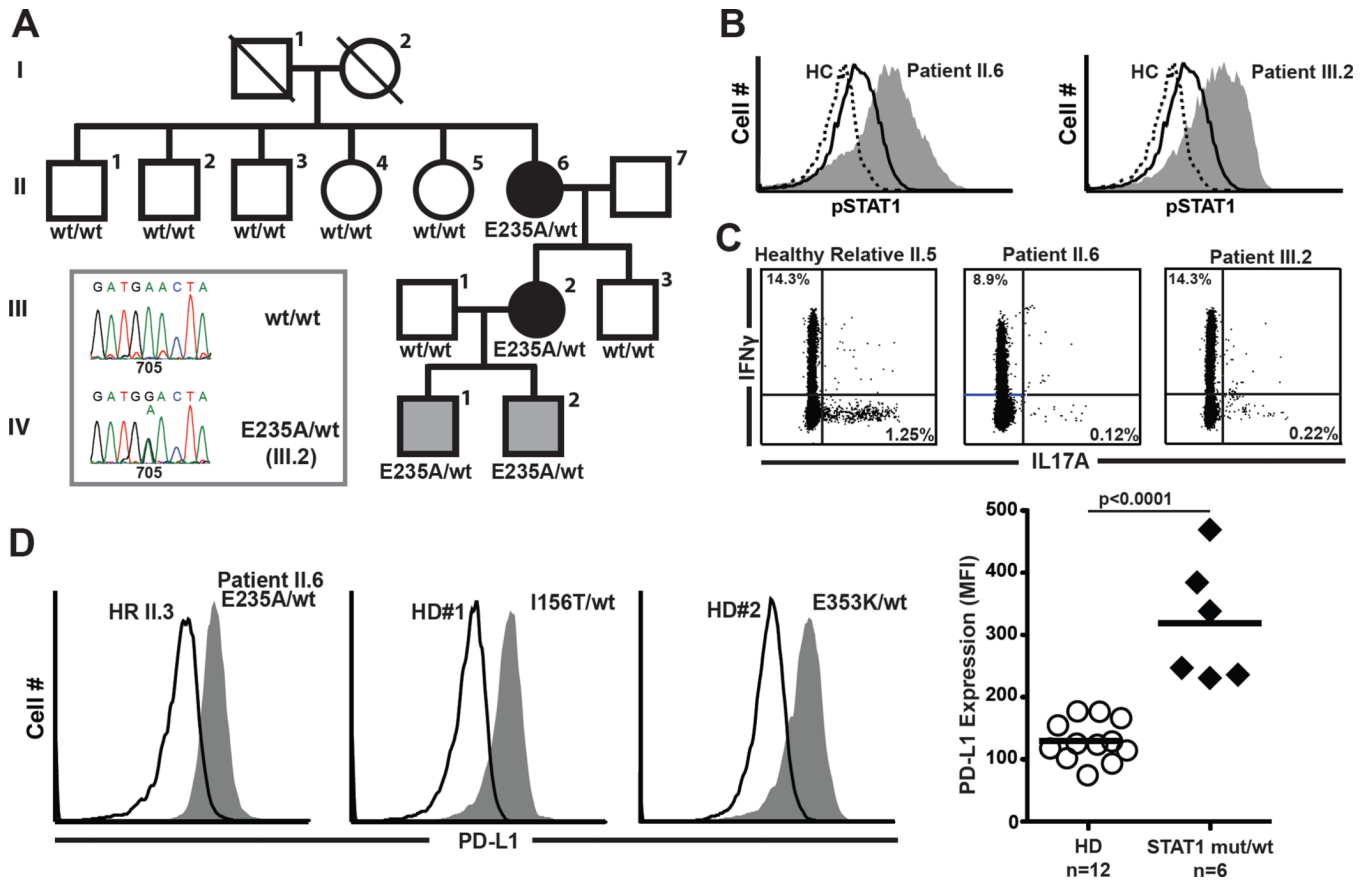 A
I
1
2
II
1
2
3
4
5
6
7
wt/wt
wt/wt
wt/wt
wt/wt
wt/wt
E235A/wt
III
1
2
3
wt/wt
E235A/wt
wt/wt
IV
1
2
E235A/wt
E235A/wt
G A T G A A C T A
wt/wt
705
G A T G G A C T A
A
E235A/wt
(III.2)
705
B
HC
Patient II.6
Cell #
pSTAT1
HC
Patient III.2
Cell #
pSTAT1
C
Healthy Relative II.5
Patient II.6
Patient III.2
14.3%
8.9%
14.3%
IFNγ
1.25%
0.12%
0.22%
IL17A
D
Cell #
HR II.3
Patient II.6
E235A/wt
HD#1
I156T/wt
HD#2
E353K/wt
PD-L1
p<0.0001
PD-L1 Expression (MFI)
500
400
300
200
100
0
HD
n=12
STAT1 mut/wt
n=6